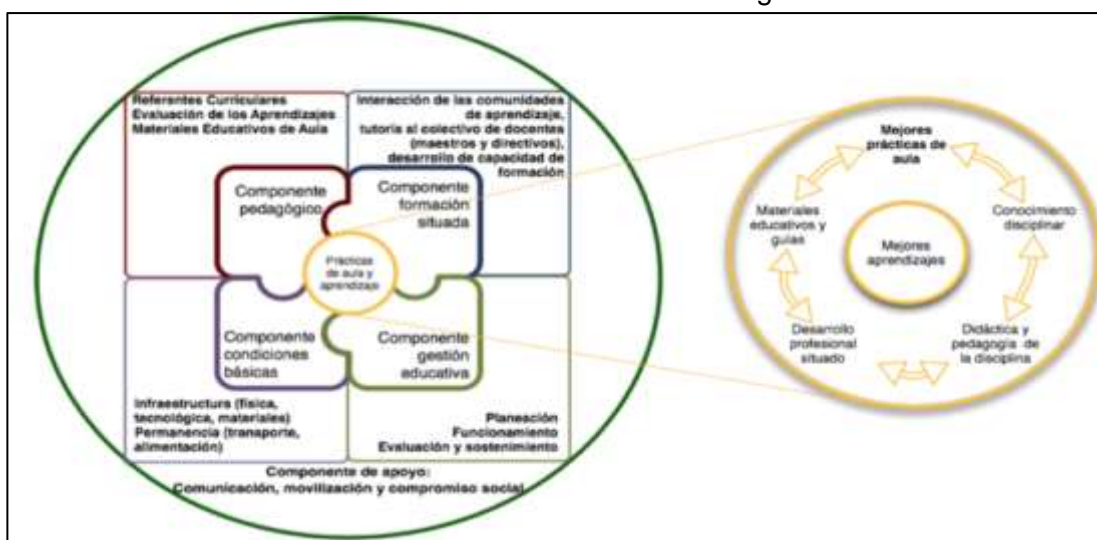 Referentes Curriculares
Evaluación de los Aprendizajes
Materiales Educativos de Aula
Interacción de las comunidades
de aprendizaje,
tutoría al colectivo de docentes
(maestros y directivos),
desarrollo de capacidad de
formación
Componente
pedagógico
Componente
formación
situada
Prácticas
de aula y
aprendizaje
Componente
condiciones
básicas
Componente
gestión
educativa
Infraestructura (física,
tecnológica, materiales)
Permanencia (transporte,
alimentación)
Planeación
Funcionamiento
Evaluación y sostenimiento
Componente de apoyo:
Comunicación, movilización y compromiso social
Mejores
prácticas de
aula
Materiales
educativos y
guías
Conocimiento
disciplinar
Mejores
aprendizajes
Desarrollo
profesional
situado
Didáctica y
pedagogía de
la disciplina